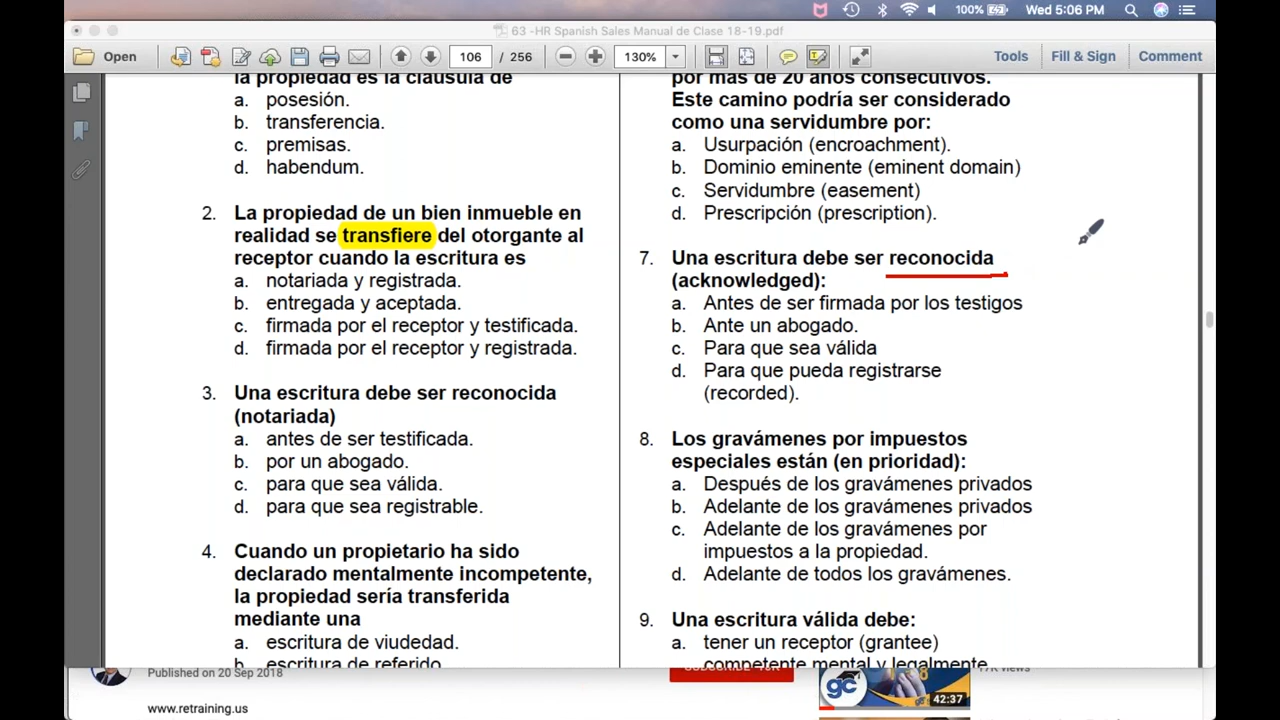 100%
Wed 5:06 PM
63 -HR Spanish Sales Manual de Clase 18-19.pdf
Open
106 / 256
130%
Tools
Fill & Sign
Comment
la propiedad es la cláusula de
a. posesión.
b. transferencia.
c. premisas.
d. habendum.
2. La propiedad de un bien inmueble en
realidad se transfiere del otorgante al
receptor cuando la escritura es
a. notariada y registrada.
b. entregada y aceptada.
c. firmada por el receptor y testificada.
d. firmada por el receptor y registrada.
3. Una escritura debe ser reconocida
(notariada)
a. antes de ser testificada.
b. por un abogado.
c. para que sea válida.
d. para que sea registrable.
4. Cuando un propietario ha sido
declarado mentalmente incompetente,
la propiedad sería transferida
mediante una
a. escritura de viudedad.
b. escritura de referido
por más de 20 años consecutivos.
Este camino podría ser considerado
como una servidumbre por:
a. Usurpación (encroachment).
b. Dominio eminente (eminent domain)
c. Servidumbre (easement)
d. Prescripción (prescription).
7. Una escritura debe ser reconocida
(acknowledged):
a. Antes de ser firmada por los testigos
b. Ante un abogado.
c. Para que sea válida
d. Para que pueda registrarse
(recorded).
8. Los gravámenes por impuestos
especiales están (en prioridad):
a. Después de los gravámenes privados
b. Adelante de los gravámenes privados
c. Adelante de los gravámenes por
impuestos a la propiedad.
d. Adelante de todos los gravámenes.
9. Una escritura válida debe:
a. tener un receptor (grantee)
competente mental y legalmente
Published on 20 Sep 2018
www.retraining.us
views
gc
42:37